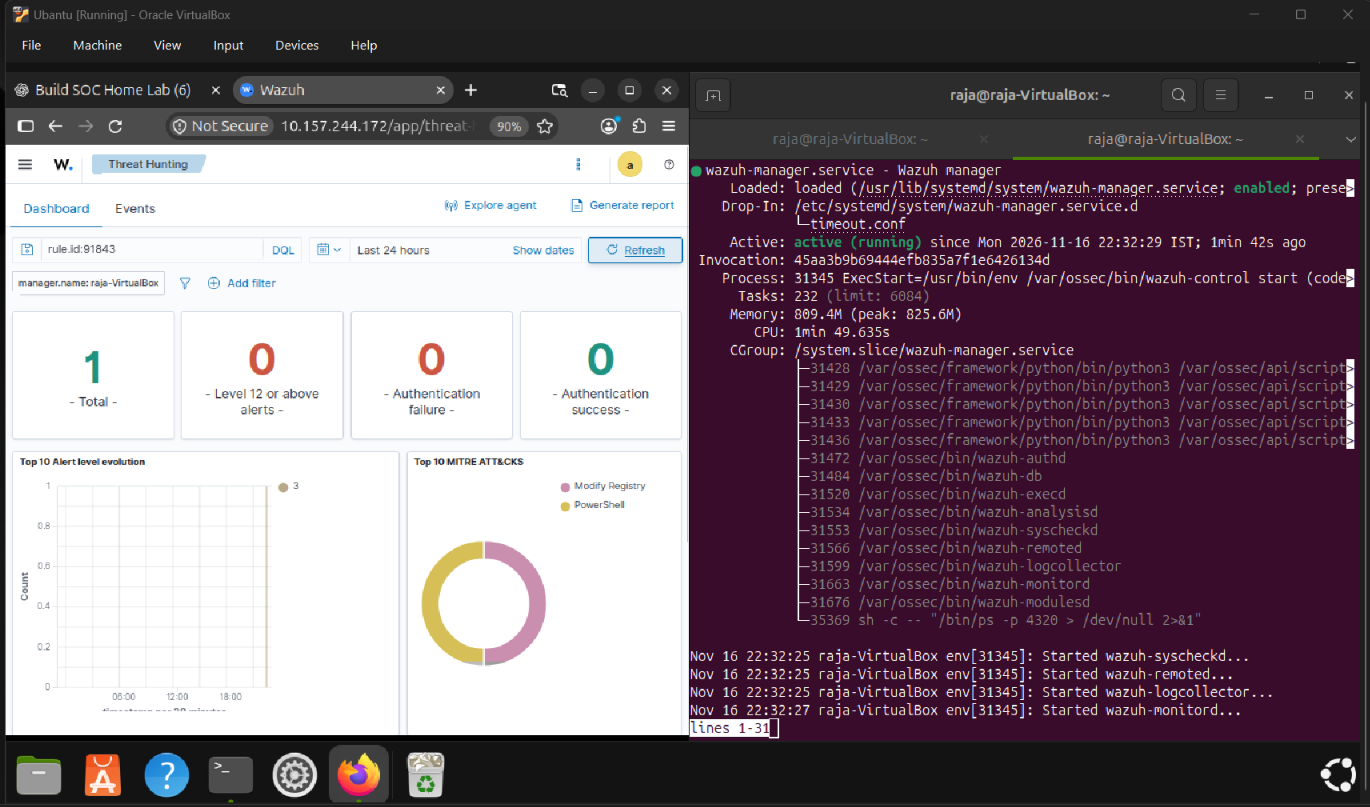 Ubantu [Running] - Oracle VirtualBox
File Machine View Input Devices Help
Build SOC Home Lab (6)
Wazuh
Not Secure 10.157.244.172/app/threat- 90%
W. Threat Hunting a
Dashboard Events Explore agent Generate report
rule.id:91843 DQL Last 24 hours Show dates Refresh
manager.name: raja-VirtualBox Add filter
1
- Total -
0
- Level 12 or above
alerts -
0
- Authentication
failure -
0
- Authentication
success -
Top 10 Alert level evolution
Count
1
0.8
0.6
0.4
0.2
0
06:00 12:00 18:00
timestamp per 30 minutes
3
Top 10 MITRE ATT&CKS
Modify Registry
PowerShell
raja@raja-VirtualBox: ~
raja@raja-VirtualBox: ~ raja@raja-VirtualBox: ~
wazuh-manager.service - Wazuh manager
Loaded: loaded (/usr/lib/systemd/system/wazuh-manager.service; enabled; prese>
Drop-In: /etc/systemd/system/wazuh-manager.service.d
└─timeout.conf
Active: active (running) since Mon 2026-11-16 22:32:29 IST; 1min 42s ago
Invocation: 45aa3b9b69444efb835a7f1e6426134d
Process: 31345 ExecStart=/usr/bin/env /var/ossec/bin/wazuh-control start (code>
Tasks: 232 (limit: 6084)
Memory: 809.4M (peak: 825.6M)
CPU: 1min 49.635s
CGroup: /system.slice/wazuh-manager.service
├─31428 /var/ossec/framework/python/bin/python3 /var/ossec/api/script>
├─31429 /var/ossec/framework/python/bin/python3 /var/ossec/api/script>
├─31430 /var/ossec/framework/python/bin/python3 /var/ossec/api/script>
├─31433 /var/ossec/framework/python/bin/python3 /var/ossec/api/script>
├─31436 /var/ossec/framework/python/bin/python3 /var/ossec/api/script>
├─31472 /var/ossec/bin/wazuh-authd
├─31484 /var/ossec/bin/wazuh-db
├─31520 /var/ossec/bin/wazuh-execd
├─31534 /var/ossec/bin/wazuh-analysisd
├─31553 /var/ossec/bin/wazuh-syscheckd
├─31566 /var/ossec/bin/wazuh-remoted
├─31599 /var/ossec/bin/wazuh-logcollector
├─31663 /var/ossec/bin/wazuh-monitord
├─31676 /var/ossec/bin/wazuh-modulesd
└─35369 sh -c -- "/bin/ps -p 4320 > /dev/null 2>&1"
Nov 16 22:32:25 raja-VirtualBox env[31345]: Started wazuh-syscheckd...
Nov 16 22:32:25 raja-VirtualBox env[31345]: Started wazuh-remoted...
Nov 16 22:32:25 raja-VirtualBox env[31345]: Started wazuh-logcollector...
Nov 16 22:32:27 raja-VirtualBox env[31345]: Started wazuh-monitord...
lines 1-31